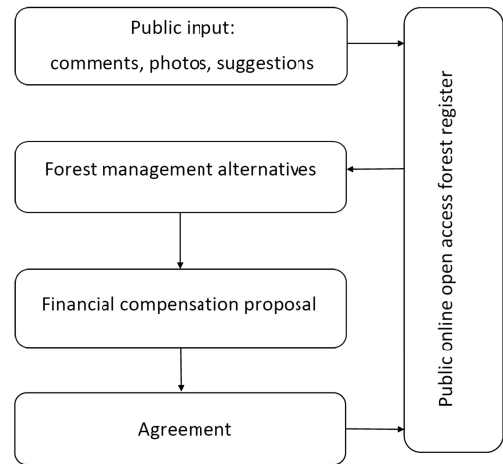 Public input:
comments, photos, suggestions
Forest management alternatives
Financial compensation proposal
Agreement
Public online open access forest register